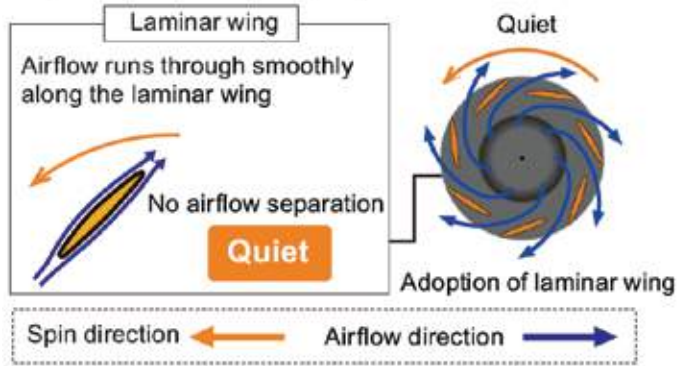 Laminar wing
Airflow runs through smoothly
along the laminar wing
No airflow separation
Quiet
Quiet
Adoption of laminar wing
Spin direction
Airflow direction